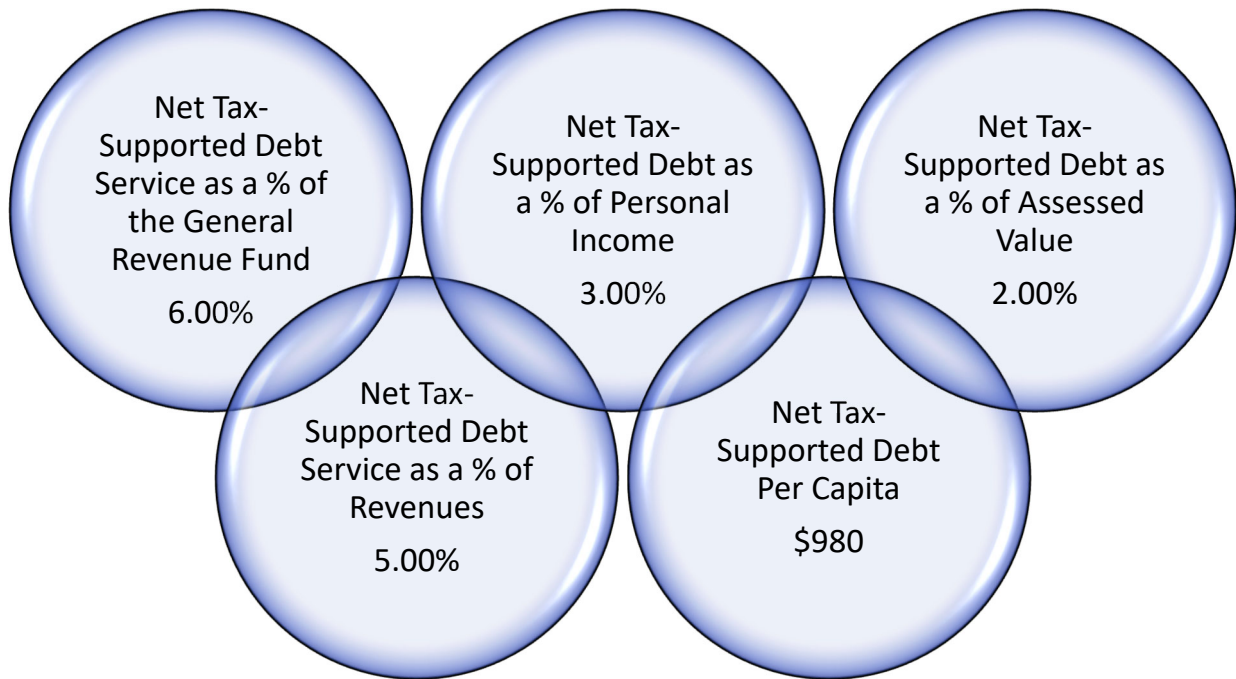 Net Tax-
Supported Debt
Service as a % of
the General
Revenue Fund
6.00%
Net Tax-
Supported Debt
Service as a % of
Revenues
5.00%
Net Tax-
Supported Debt as
a % of Personal
Income
3.00%
Net Tax-
Supported Debt
Per Capita
$980
Net Tax-
Supported Debt as
a % of Assessed
Value
2.00%